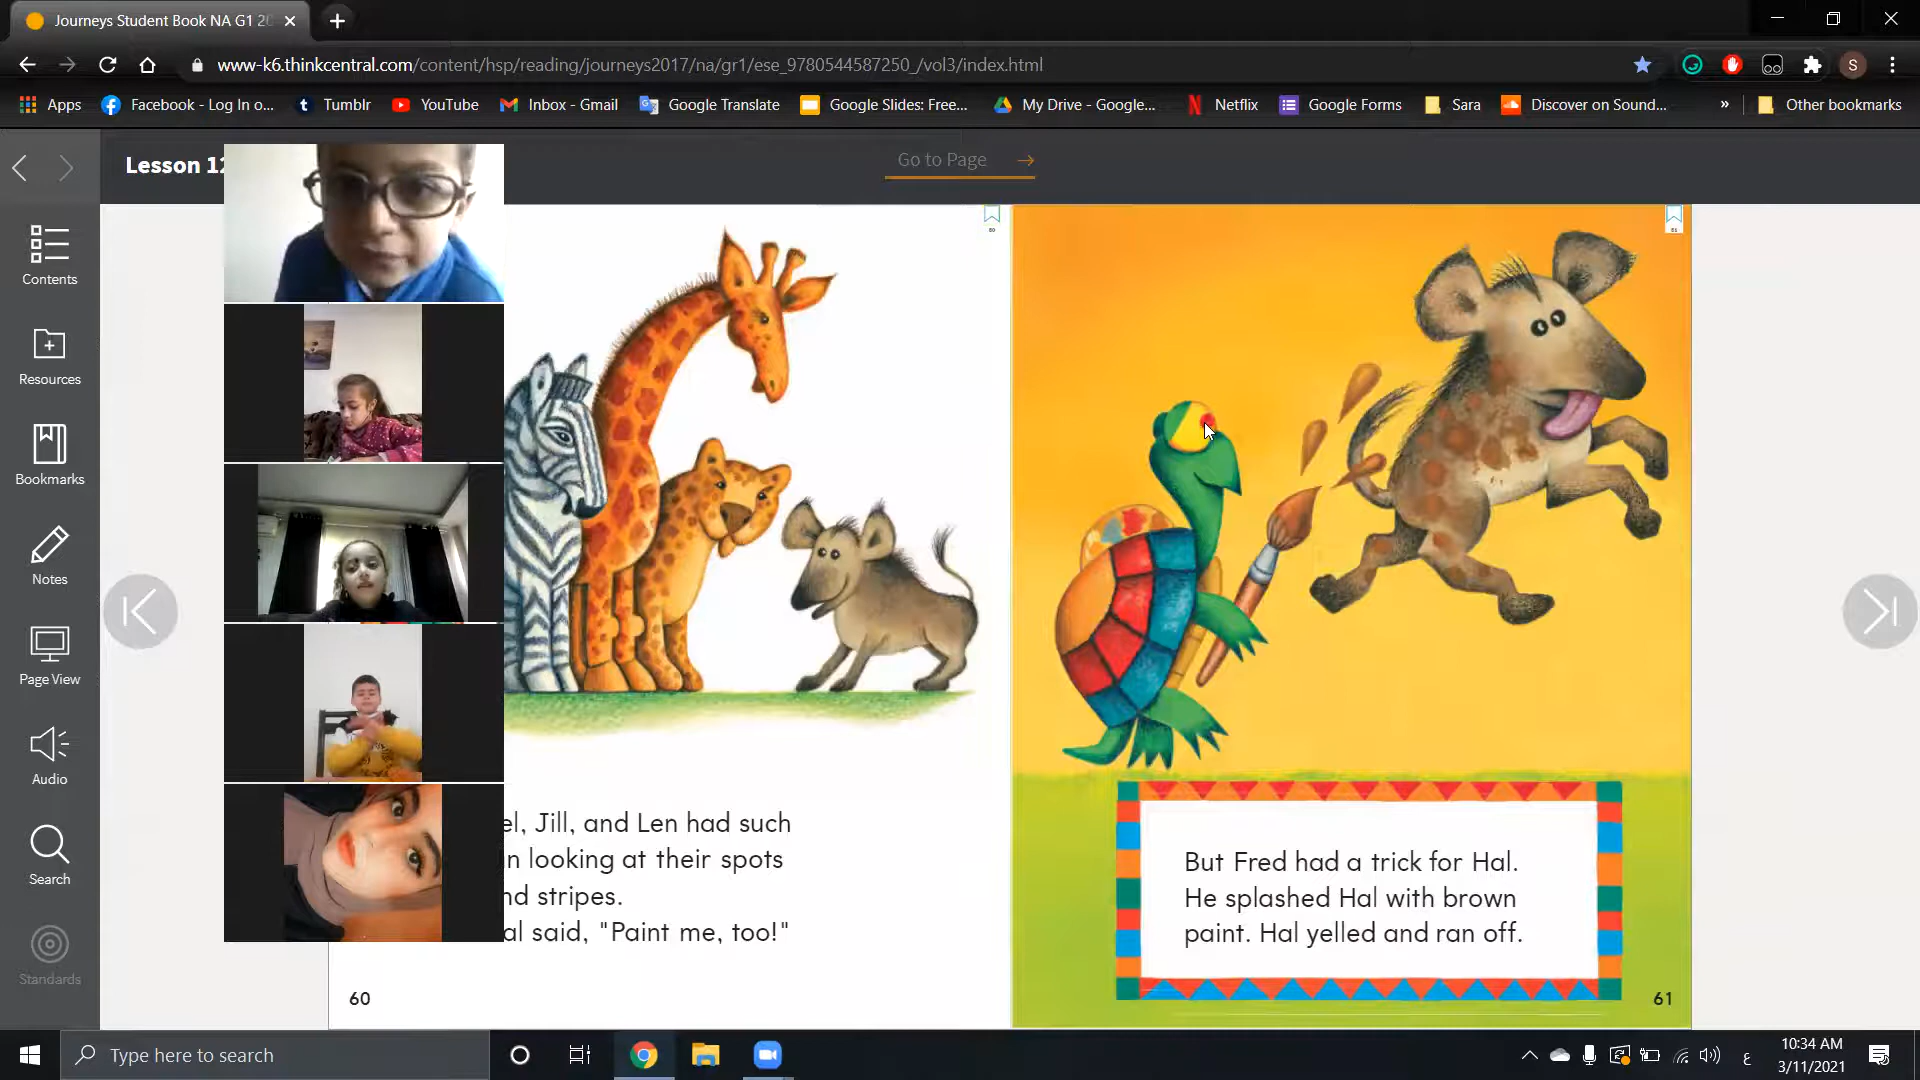 Journeys Student Book NA G1 20
www-k6.thinkcentral.com/content/hsp/reading/journeys2017/na/gr1/ese_9780544587250_/vol3/index.html
S
Apps
Facebook - Log In o...
Tumblr
YouTube
Inbox - Gmail
Google Translate
Google Slides: Free...
My Drive - Google...
Netflix
Google Forms
Sara
Discover on Sound...
»
Other bookmarks
Lesson 12
Go to Page
Contents
Resources
Bookmarks
Notes
Page View
Audio
Search
Standards
el, Jill, and Len had such
n looking at their spots
nd stripes.
al said, "Paint me, too!"
60
But Fred had a trick for Hal.
He splashed Hal with brown
paint. Hal yelled and ran off.
61
Type here to search
ع
10:34 AM
3/11/2021